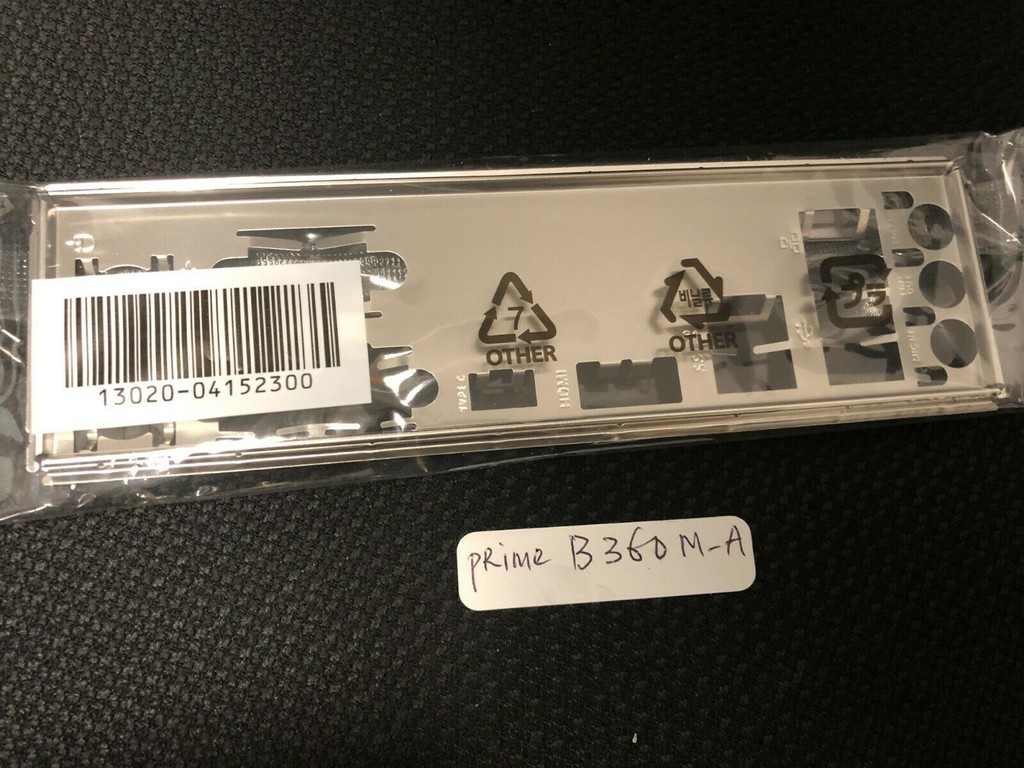 13020-04152300
7
OTHER
비닐류
OTHER
HDMI
PRIME B360M-A